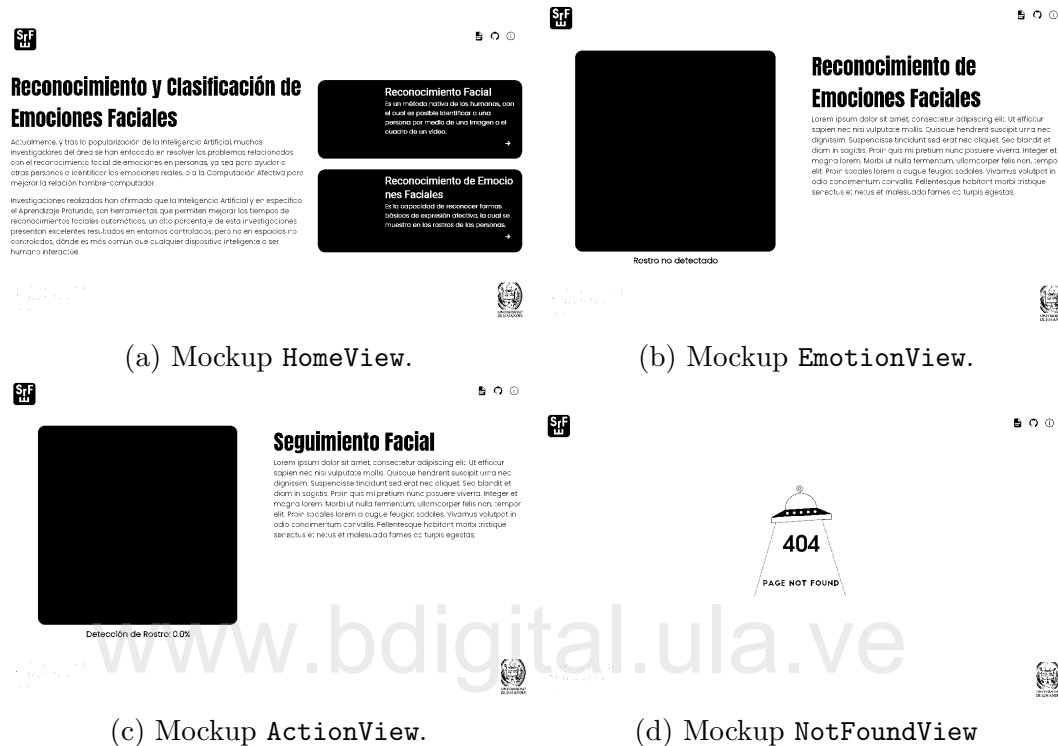 SrF
E
Reconocimiento y Clasificación de
Emociones Faciales
Actualmente, y tras la popularización de la Inteligencia Artificial, muchos
investigadores del área se han enfocado en resolver los problemas relacionados
con el reconocimiento facial de emociones en personas, ya sea para ayudar a
otras personas a identificar las emociones reales, o a la Computación Afectiva para
mejorar la relación hombre-computador.
Investigaciones realizadas han afirmado que la Inteligencia Artificial y en específico
el Aprendizaje Profundo, son herramientas que permiten mejorar los tiempos de
reconocimientos faciales automáticos, un alto porcentaje de esta investigaciones
presentan excelentes resultados en entornos controlados, pero no en espacios no
controlados, dónde es más común que cualquier dispositivo inteligente o ser
humano interactúe.
Reconocimiento Facial
Es un método nativo de los humanos, con
el cual es posible identificar a una
persona por medio de una imagen o el
cuadro de un video.
Reconocimiento de Emocio
nes Faciales
Es la capacidad de reconocer formas
básicas de expresión afectiva, la cual se
muestra en los rostros de las personas.
UNIVERSIDAD
DE LOS ANDES
(a) Mockup HomeView.
SrF
E
Rostro no detectado
Reconocimiento de
Emociones Faciales
Lorem ipsum dolor sit amet, consectetur adipiscing elit. Ut efficitur
sapien nec nisi vulputate mollis. Quisque hendrerit suscipit urna nec
dignissim. Suspendisse tincidunt sed erat nec aliquet. Sed blandit et
diam in sagittis. Proin quis mi pretium nunc posuere viverra. Integer et
magna lorem. Morbi ut nulla fermentum, ullamcorper felis non, tempor
elit. Proin sodales lorem a augue feugiat sodales. Vivamus volutpat in
odio condimentum convallis. Pellentesque habitant morbi tristique
senectus et netus et malesuada fames ac turpis egestas.
(b) Mockup EmotionView.
SrF
E
Detección de Rostro: 0.0%
Seguimiento Facial
Lorem ipsum dolor sit amet, consectetur adipiscing elit. Ut efficitur
sapien nec nisi vulputate mollis. Quisque hendrerit suscipit urna nec
dignissim. Suspendisse tincidunt sed erat nec aliquet. Sed blandit et
diam in sagittis. Proin quis mi pretium nunc posuere viverra. Integer et
magna lorem. Morbi ut nulla fermentum, ullamcorper felis non, tempor
elit. Proin sodales lorem a augue feugiat sodales. Vivamus volutpat in
odio condimentum convallis. Pellentesque habitant morbi tristique
senectus et netus et malesuada fames ac turpis egestas.
UNIVERSIDAD
DE LOS ANDES
(c) Mockup ActionView.
SrF
E
404
PAGE NOT FOUND
(d) Mockup NotFoundView
www.bdigital.ula.ve